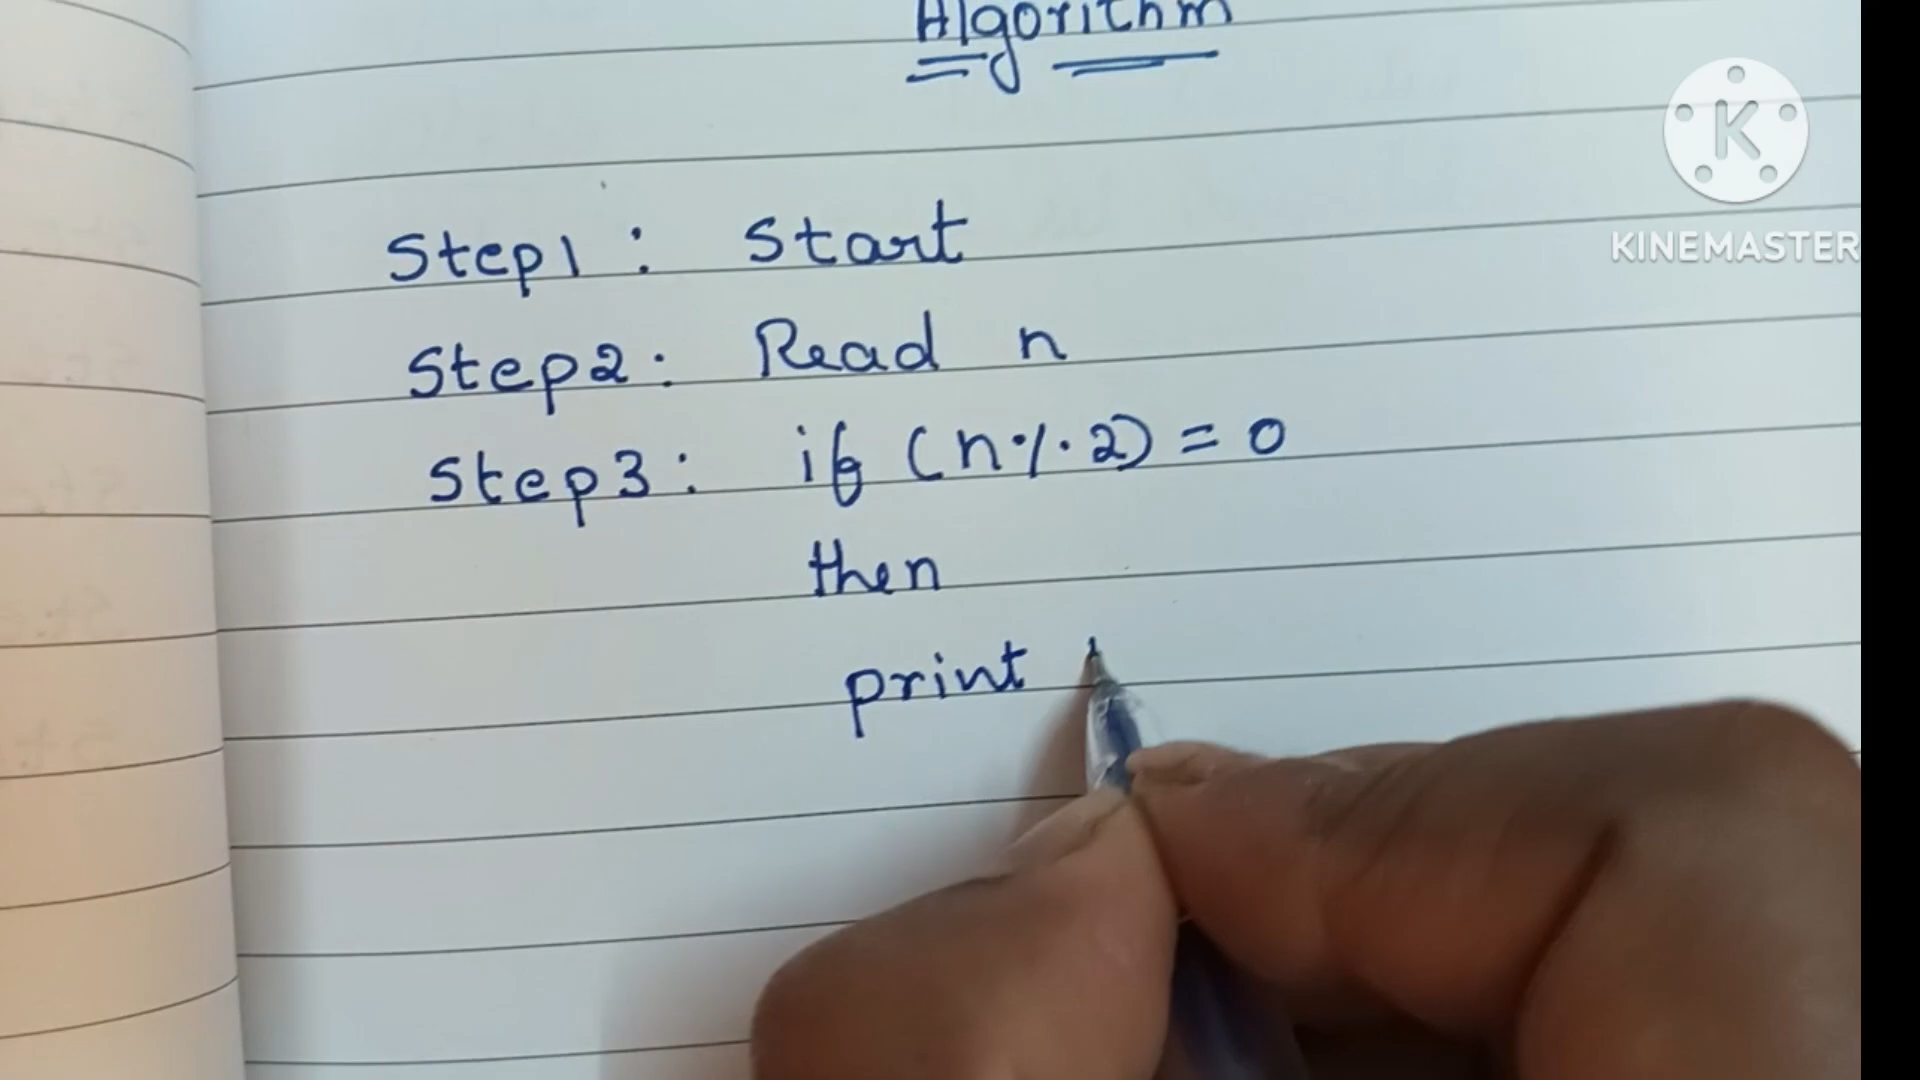 Algorithm
Step1 : Start
Step2 : Read n
Step3 : if (n % 2) = 0
then
print
K
KINEMASTER